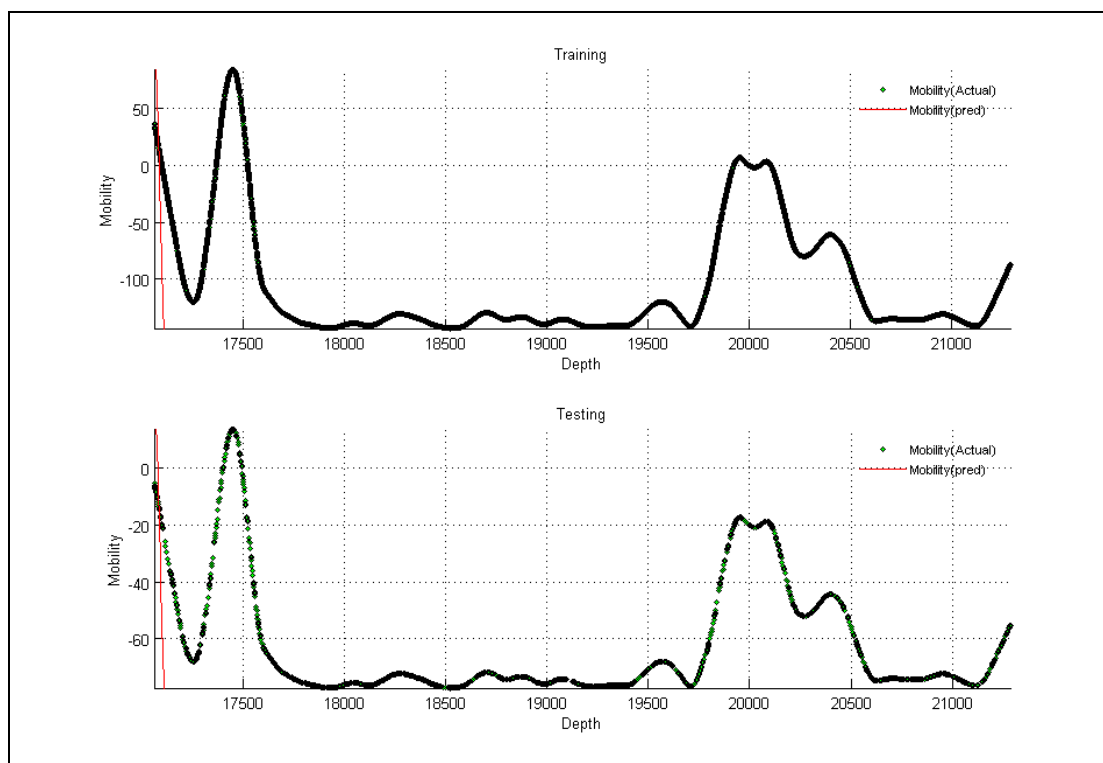 Training
Mobility(Actual)
Mobility(pred)
50
0
-50
-100
Mobility
17500 18000 18500 19000 19500 20000 20500 21000
Depth
Testing
Mobility(Actual)
Mobility(pred)
0
-20
-40
-60
Mobility
17500 18000 18500 19000 19500 20000 20500 21000
Depth